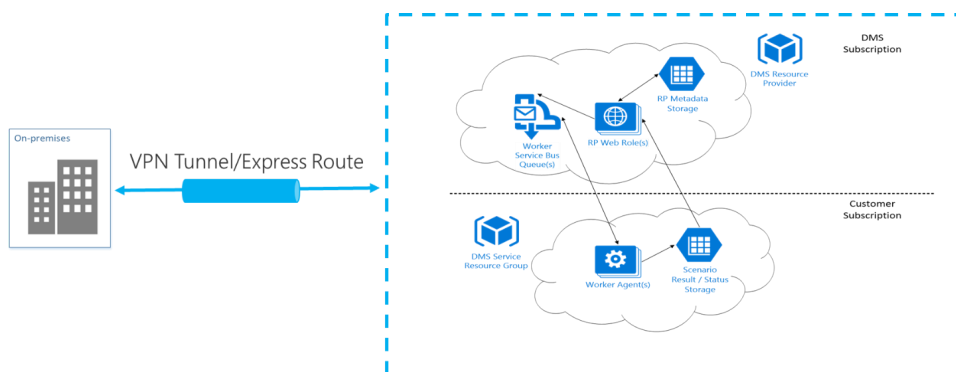 On-premises
VPN Tunnel/Express Route
DMS
Subscription
DMS Resource
Provider
RP Metadata
Storage
RP Web Role(s)
Worker
Service Bus
Queue(s)
Customer
Subscription
DMS Service
Resource Group
Worker Agent(s)
Scenario
Result / Status
Storage